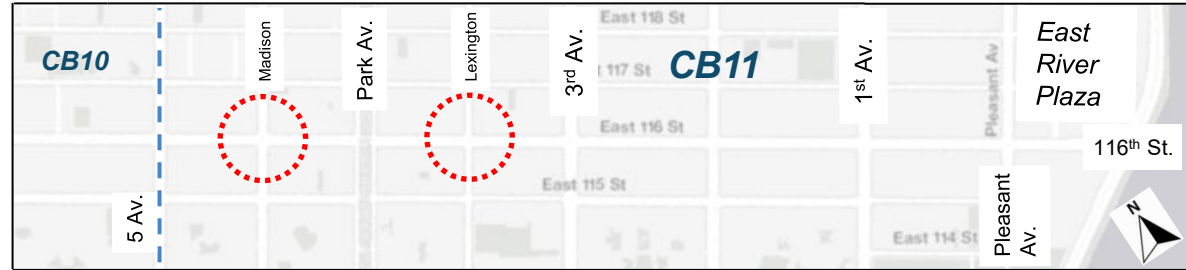 CB10
5 Av.
Madison
Park Av.
Lexington
3rd Av.
East 118 St
117 St
CB11
East 116 St
East 115 St
1st Av.
East 114 St
Pleasant Av
Pleasant
Av.
East
River
Plaza
116th St.
N